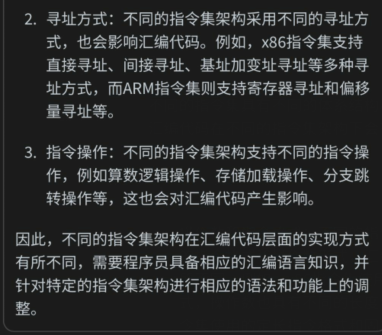 2. 寻址方式：不同的指令集架构采用不同的寻址方
式，也会影响汇编代码。例如，x86指令集支持
直接寻址、间接寻址、基址加变址寻址等多种寻
址方式，而ARM指令集则支持寄存器寻址和偏移
量寻址等。
3. 指令操作：不同的指令集架构支持不同的指令操
作，例如算数逻辑操作、存储加载操作、分支跳
转操作等，这也会对汇编代码产生影响。
因此，不同的指令集架构在汇编代码层面的实现方式
有所不同，需要程序员具备相应的汇编语言知识，并
针对特定的指令集架构进行相应的语法和功能上的调
整。